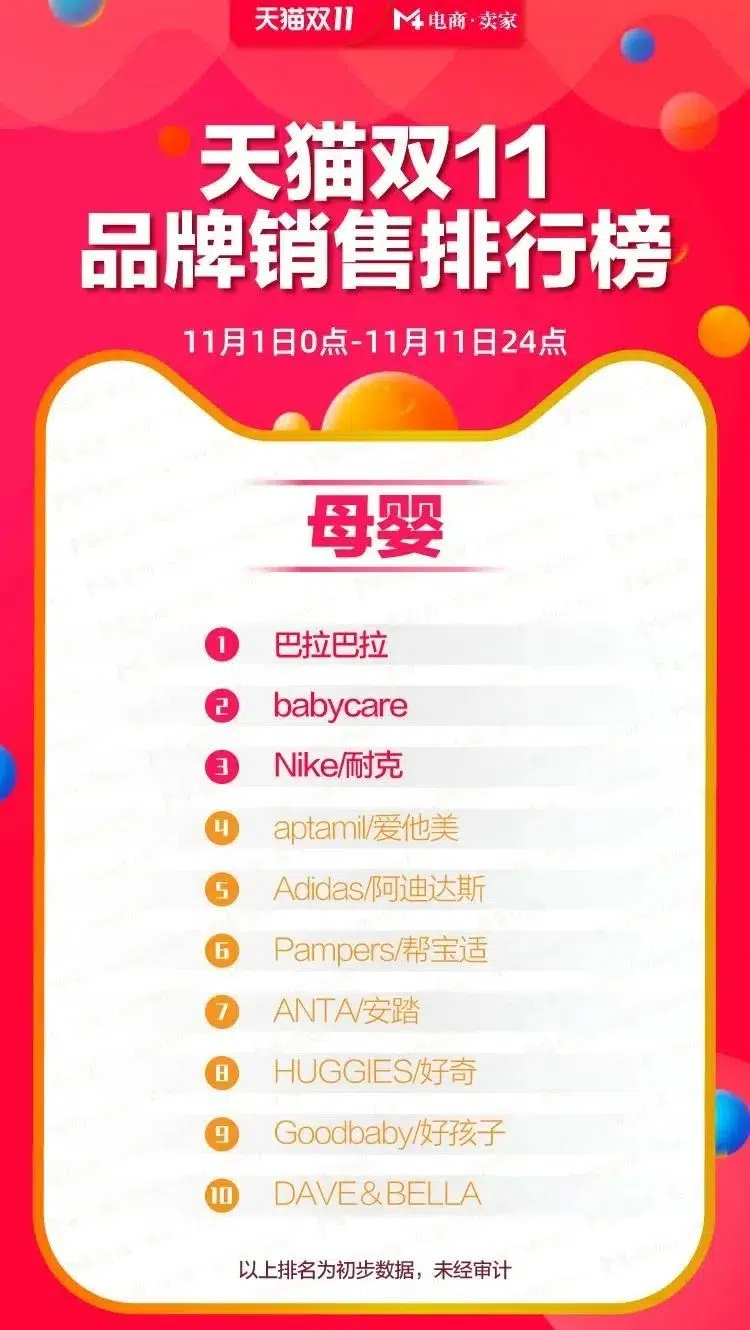 天猫双11 M4 电商·卖家
天猫双11
品牌销售排行榜
11月1日0点-11月11日24点
母婴
1 巴拉巴拉
2 babycare
3 Nike/耐克
4 aptamil/爱他美
5 Adidas/阿迪达斯
6 Pampers/帮宝适
7 ANTA/安踏
8 HUGGIES/好奇
9 Goodbaby/好孩子
10 DAVE&BELLA
以上排名为初步数据，未经审计